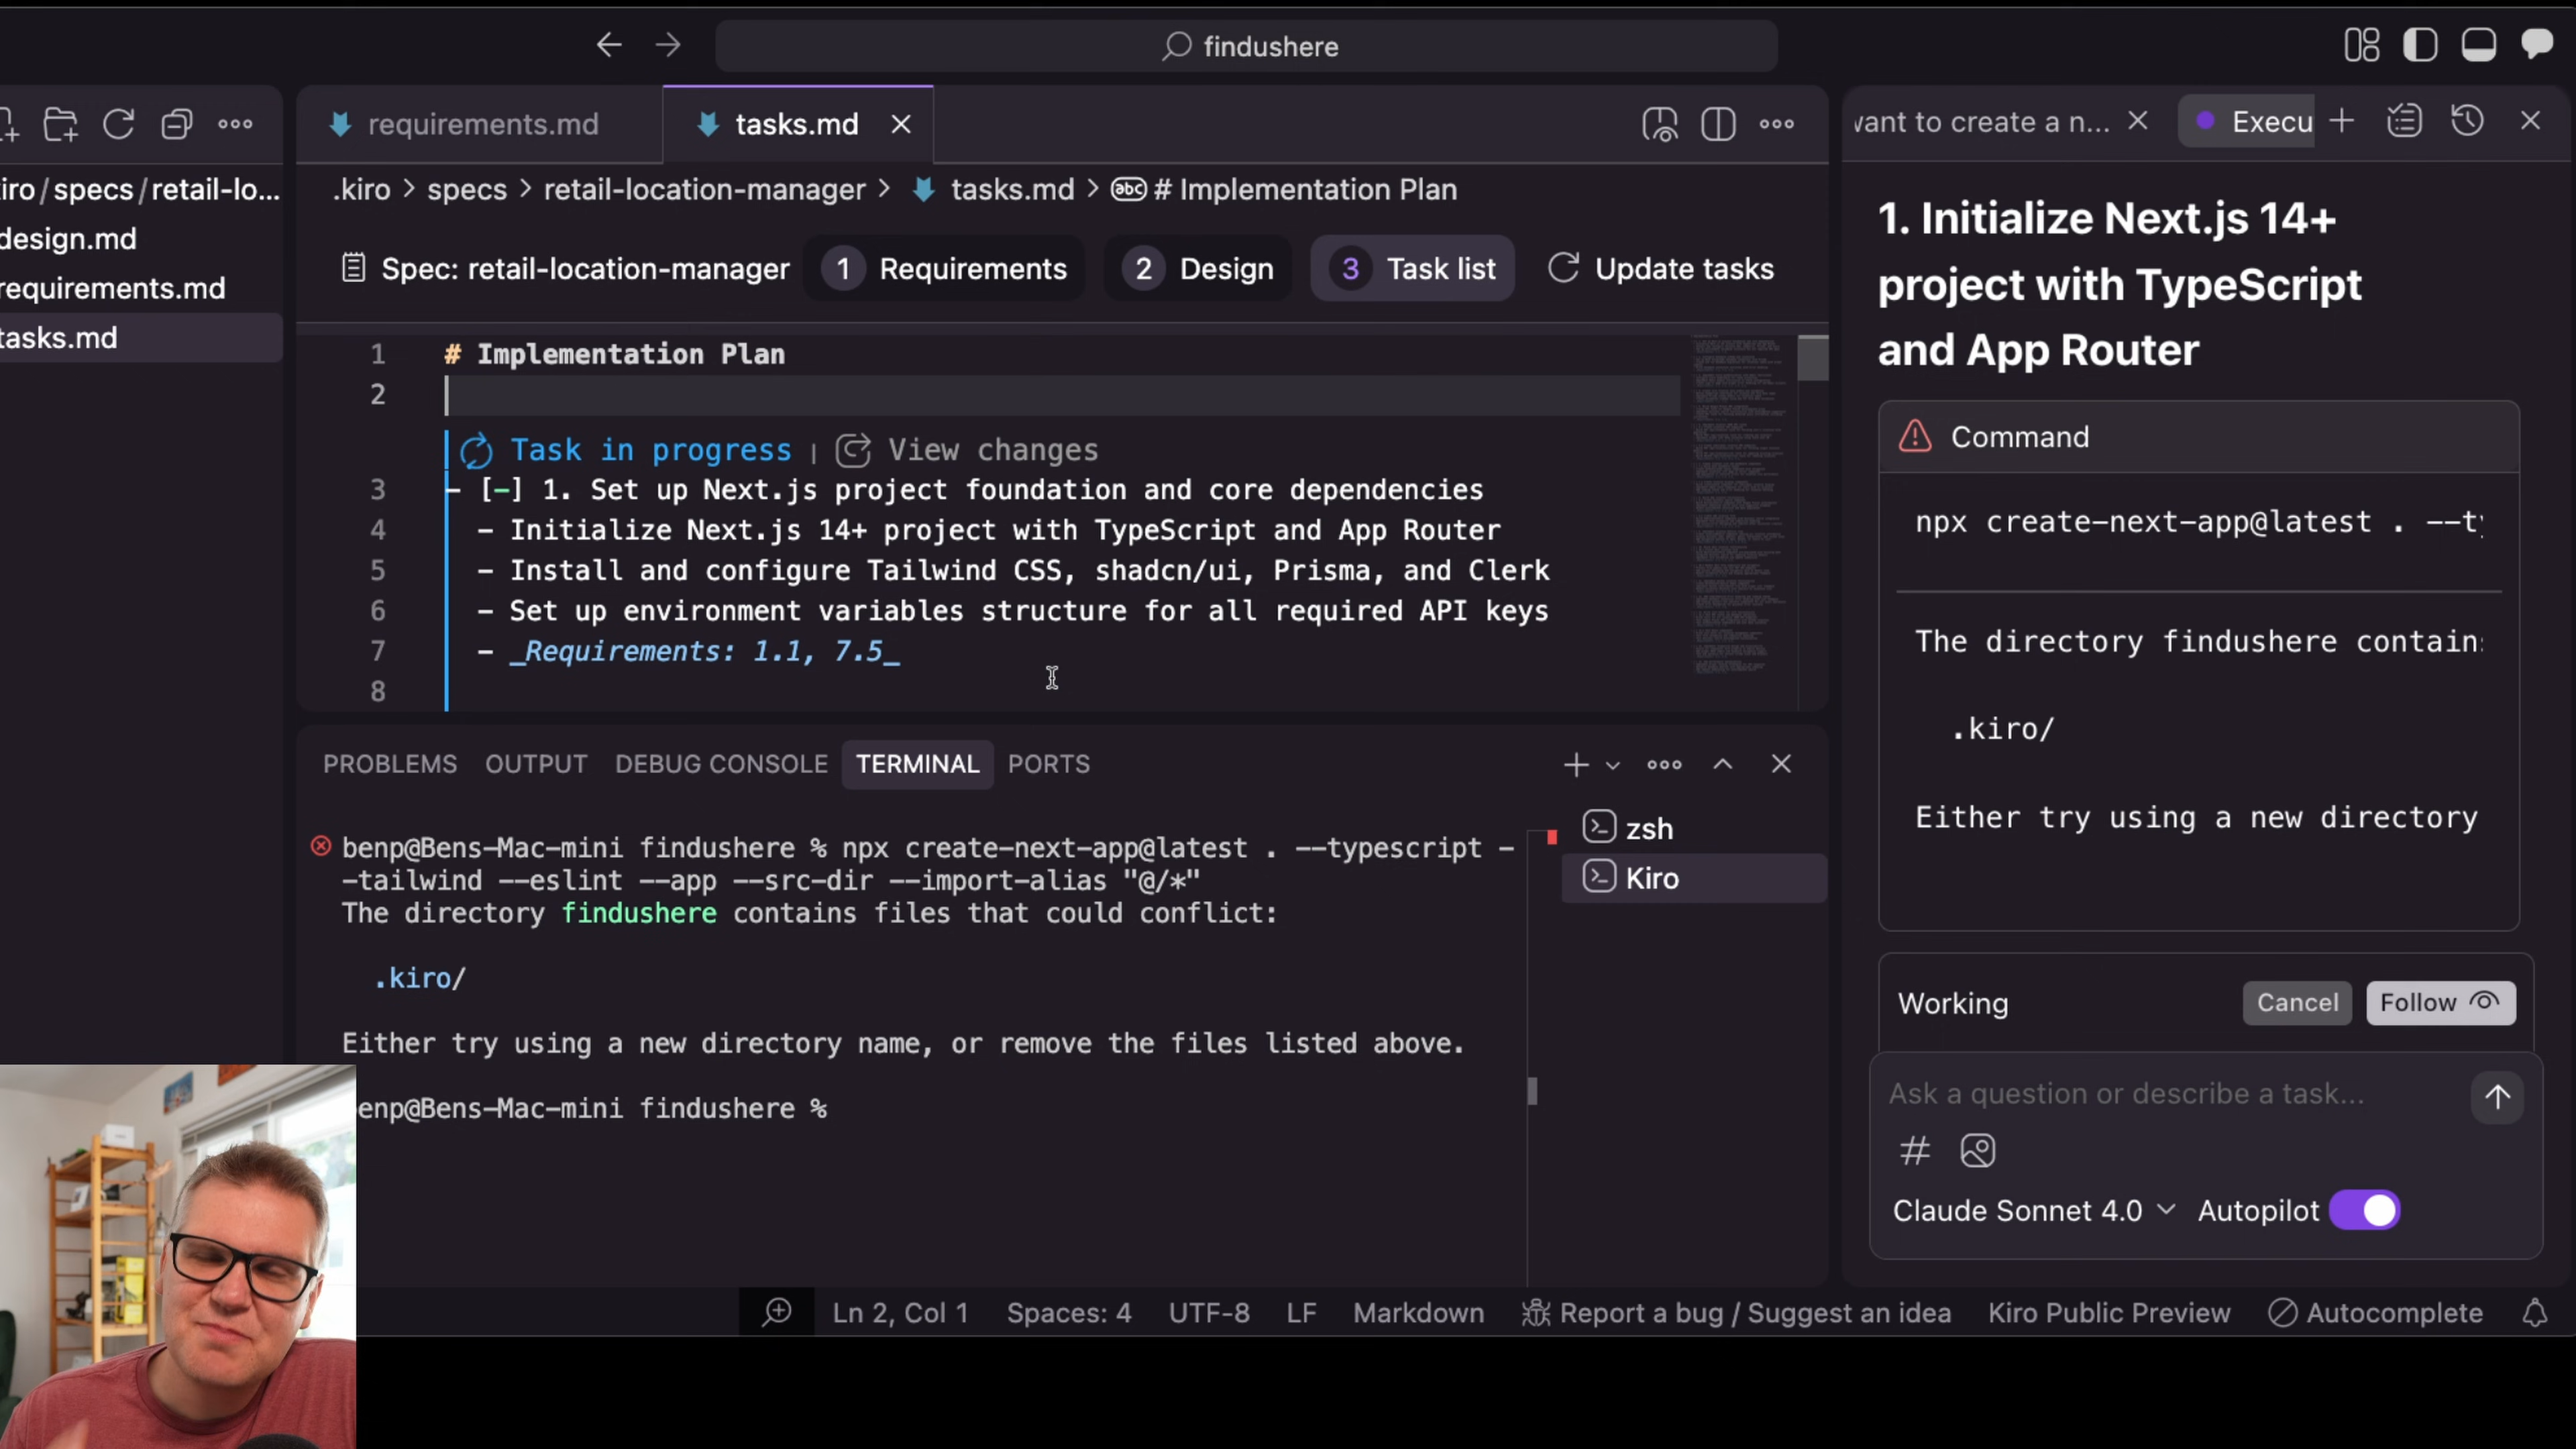 findushere
iro/specs/retail-lo...
design.md
requirements.md
tasks.md
requirements.md
tasks.md
.kiro > specs > retail-location-manager > tasks.md > abc # Implementation Plan
Spec: retail-location-manager 1 Requirements 2 Design 3 Task list Update tasks
1 # Implementation Plan
2
Task in progress | View changes
3 - [-] 1. Set up Next.js project foundation and core dependencies
4 - Initialize Next.js 14+ project with TypeScript and App Router
5 - Install and configure Tailwind CSS, shadcn/ui, Prisma, and Clerk
6 - Set up environment variables structure for all required API keys
7 - _Requirements: 1.1, 7.5_
8
PROBLEMS OUTPUT DEBUG CONSOLE TERMINAL PORTS
benp@Bens-Mac-mini findushere % npx create-next-app@latest . --typescript -
-tailwind --eslint --app --src-dir --import-alias "@/*"
The directory findushere contains files that could conflict:
.kiro/
Either try using a new directory name, or remove the files listed above.
benp@Bens-Mac-mini findushere %
zsh
Kiro
want to create a n...
Execu
1. Initialize Next.js 14+
project with TypeScript
and App Router
Command
npx create-next-app@latest . --ty
The directory findushere contains
.kiro/
Either try using a new directory
Working Cancel Follow
Ask a question or describe a task...
#
Claude Sonnet 4.0 Autopilot
Ln 2, Col 1 Spaces: 4 UTF-8 LF Markdown Report a bug / Suggest an idea Kiro Public Preview Autocomplete